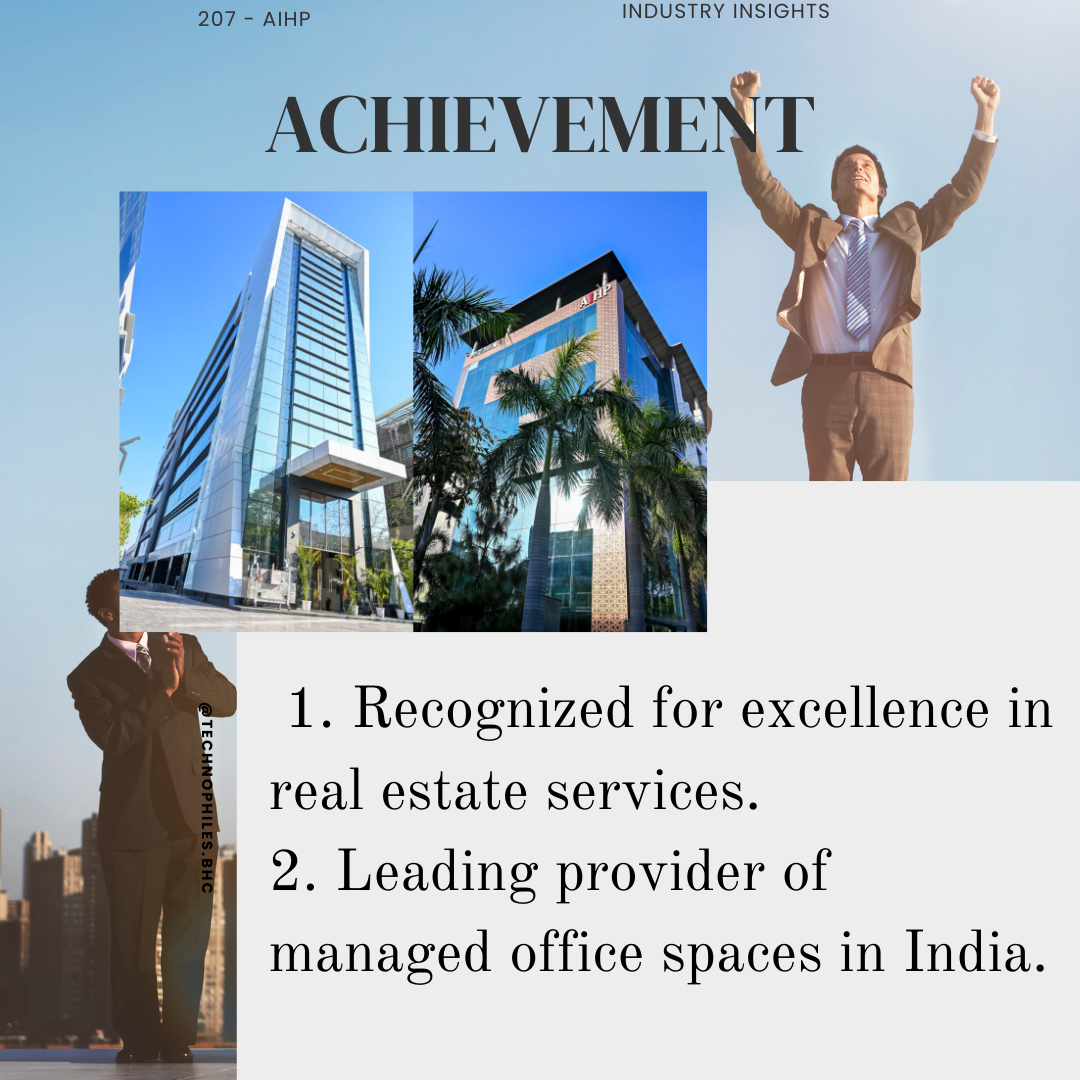 207 - AIHP
INDUSTRY INSIGHTS
ACHIEVEMENT
AIHP
1. Recognized for excellence in
real estate services.
2. Leading provider of
managed office spaces in India.
@TECHNOPHILES.BHC